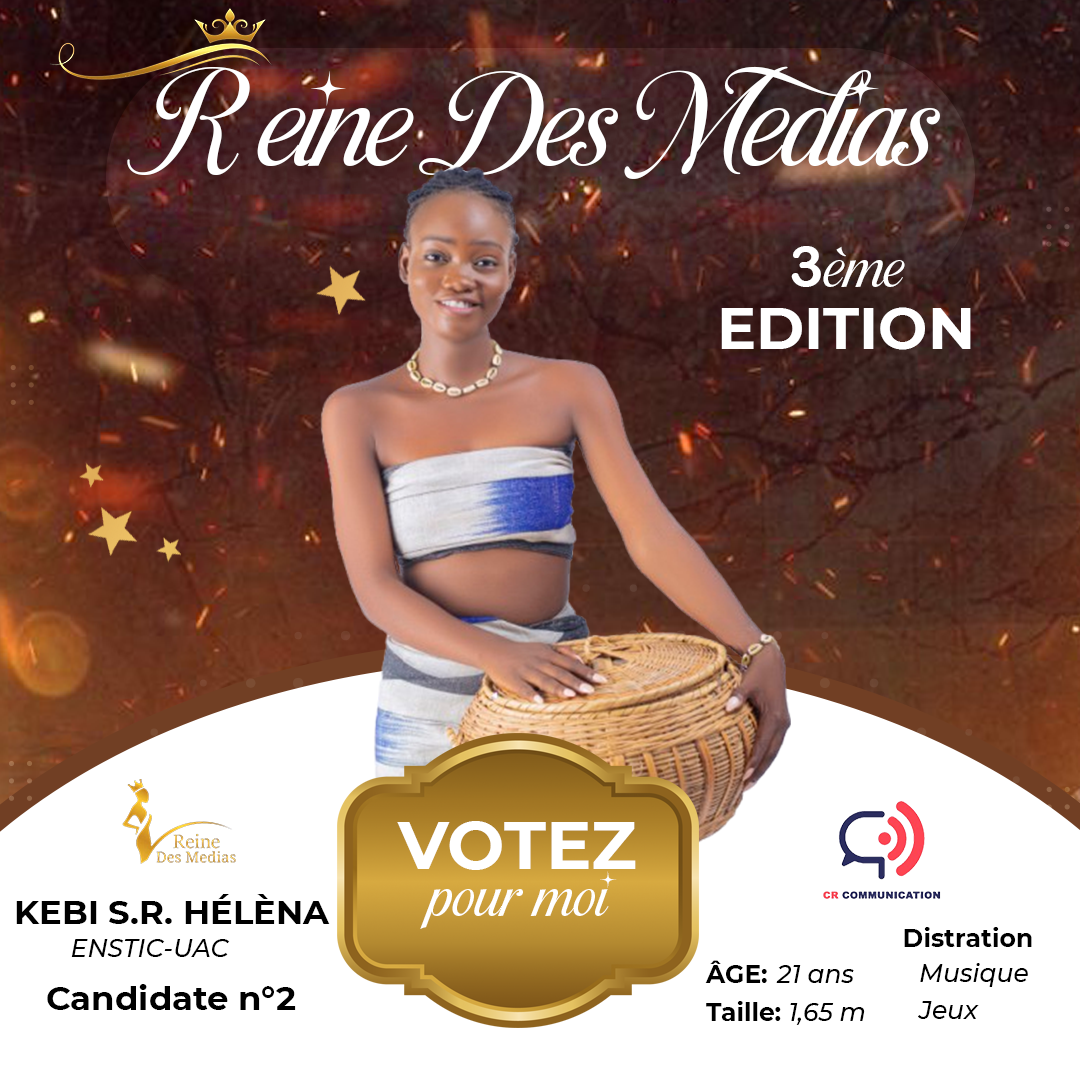 Reine Des Medias
3ème
EDITION
Reine
Des Medias
KEBI S.R. HÉLÈNA
ENSTIC-UAC
Candidate n°2
VOTEZ
pour moi
CR COMMUNICATION
Distration
Musique
Jeux
ÂGE: 21 ans
Taille: 1,65 m